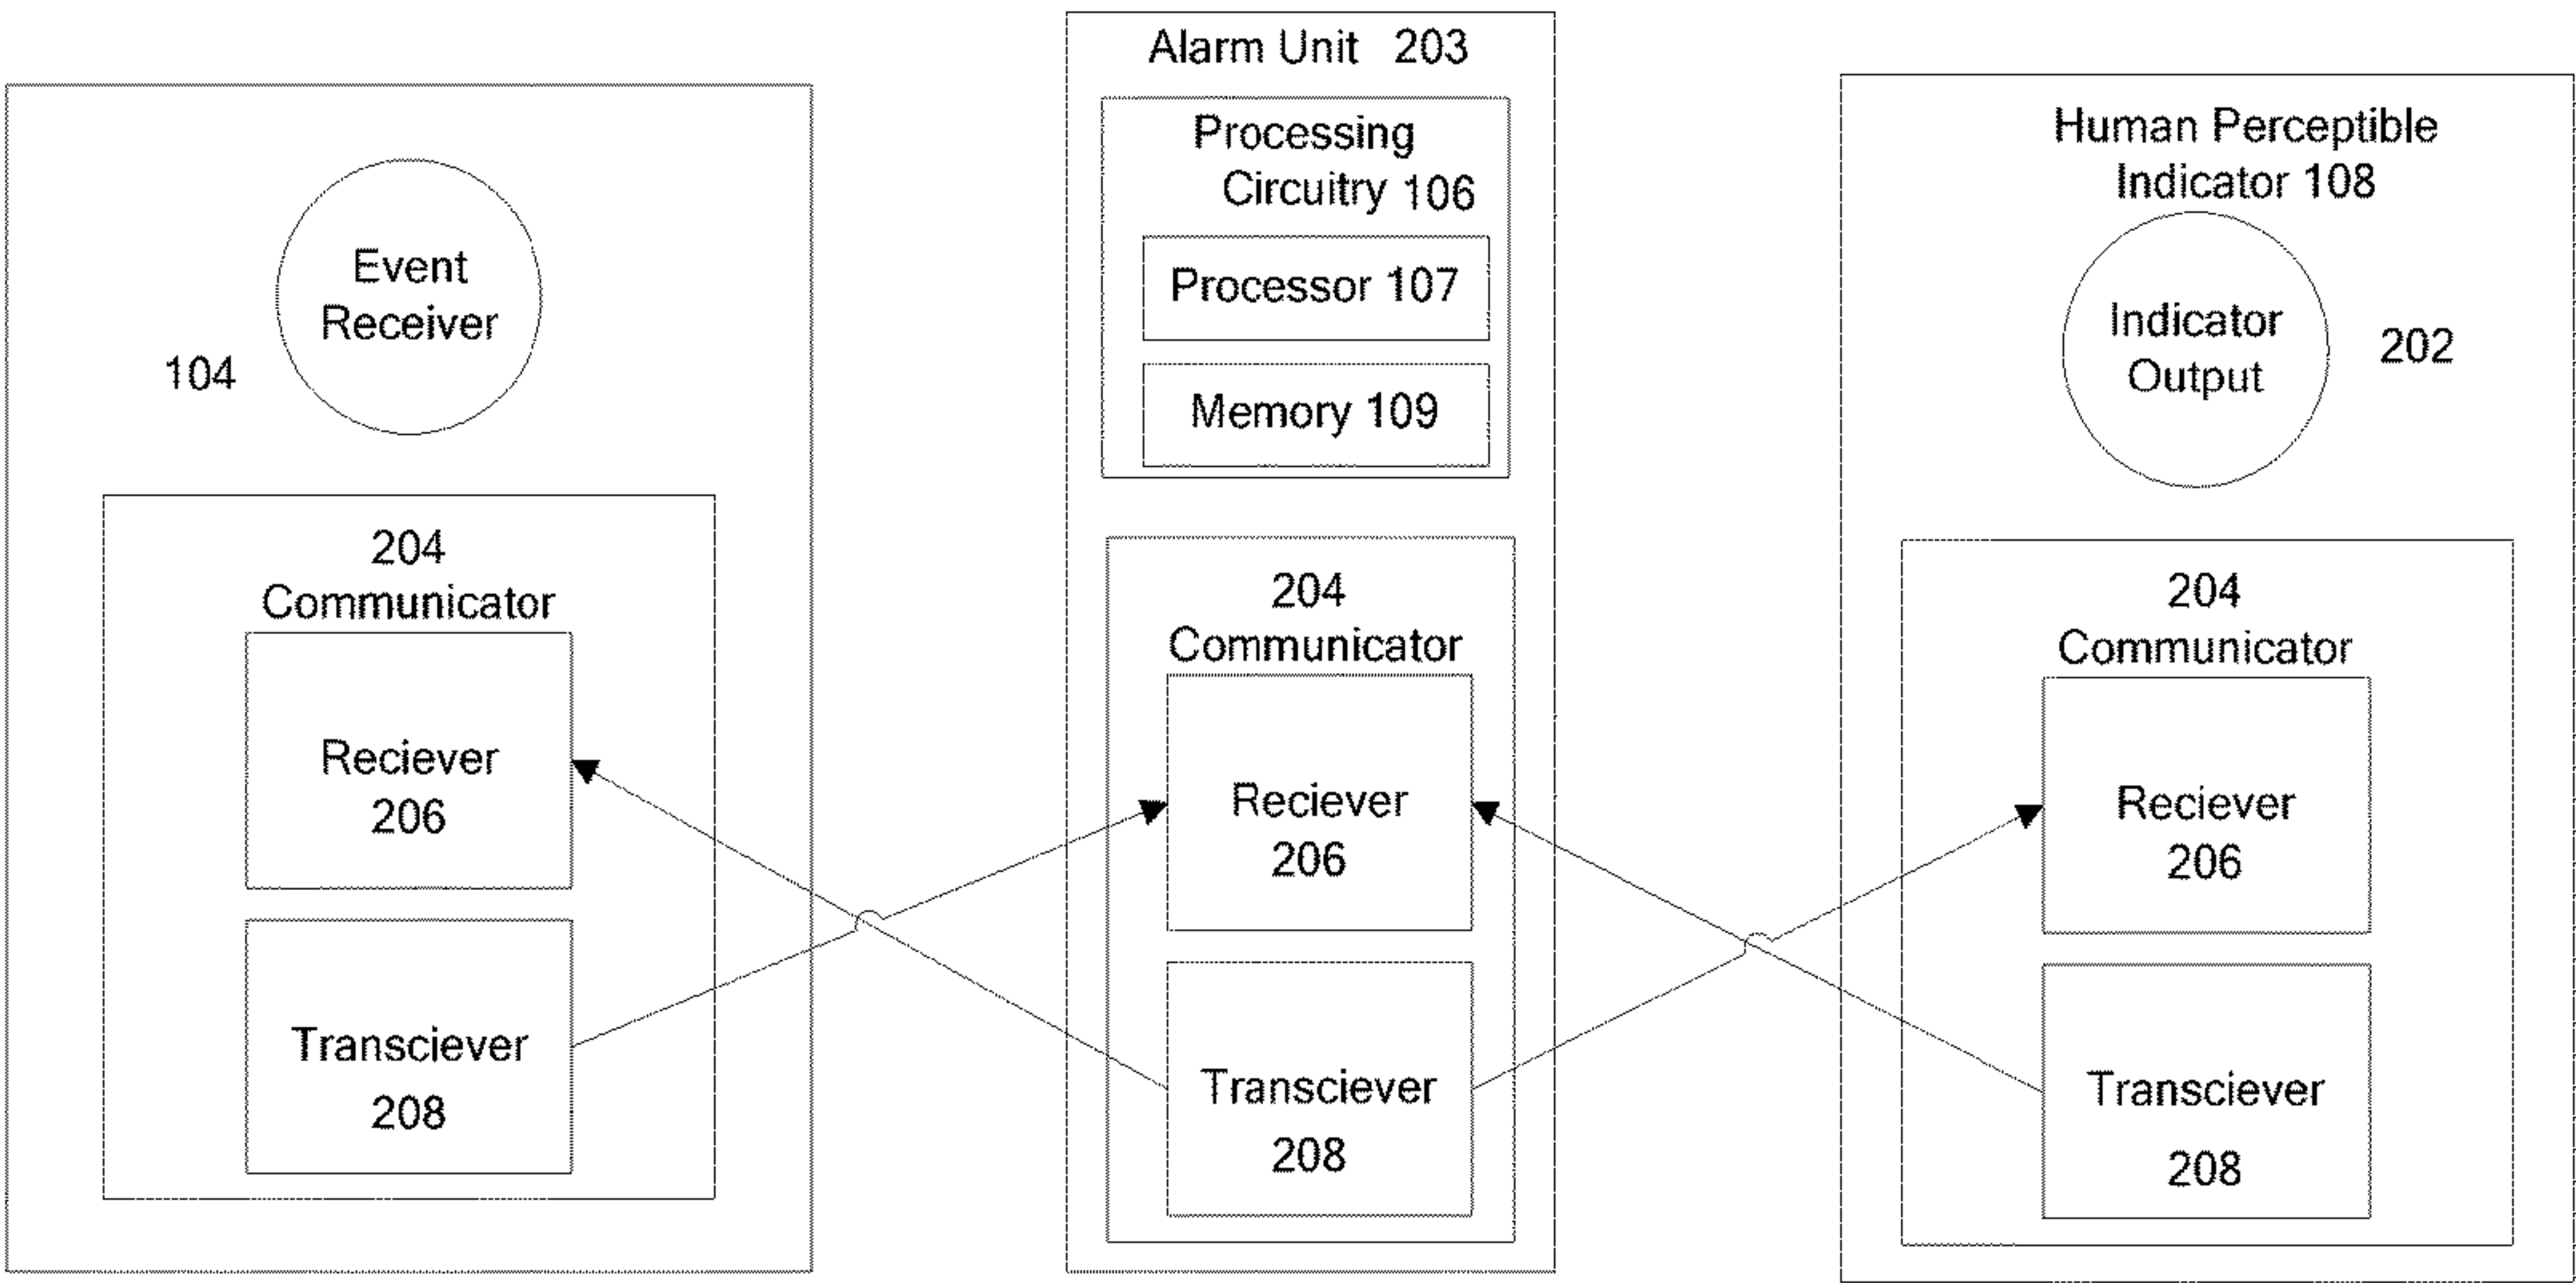 Event
Receiver
104
204
Communicator
Reciever
206
Transciever
208
Alarm Unit 203
Processing
Circuitry 106
Processor 107
Memory 109
204
Communicator
Reciever
206
Transciever
208
Human Perceptible
Indicator 108
Indicator
Output
202
204
Communicator
Reciever
206
Transciever
208